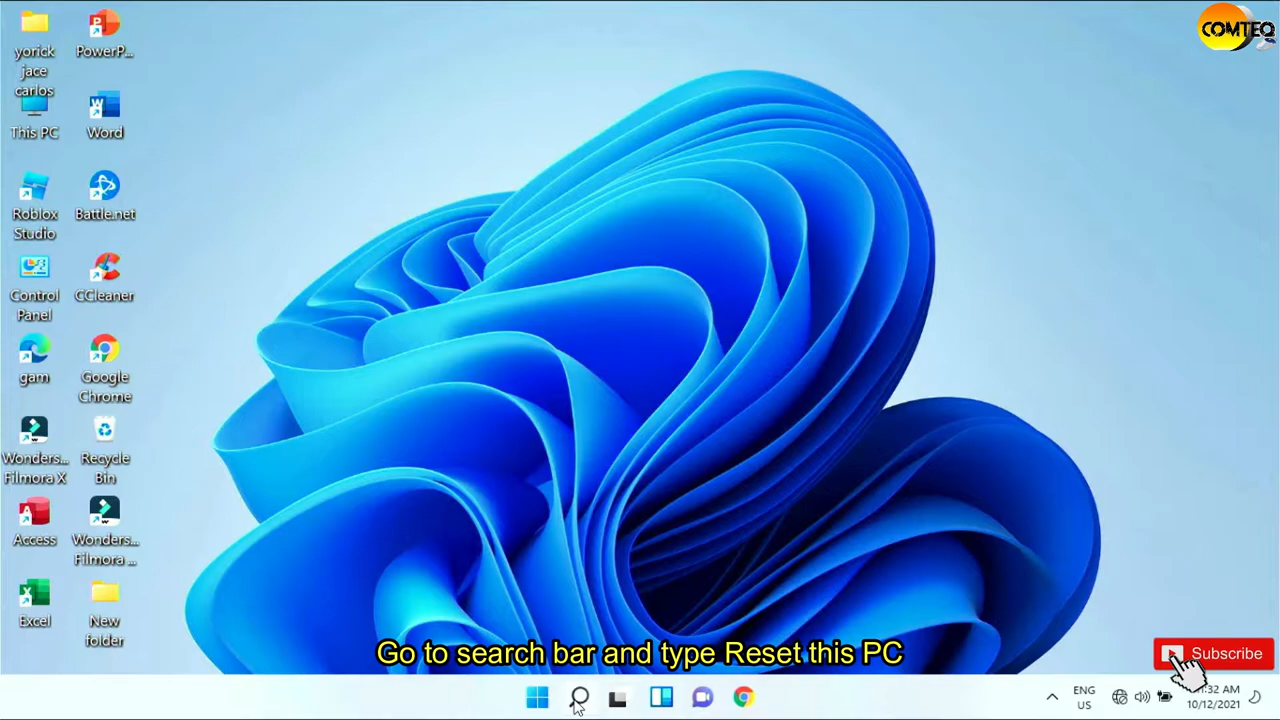 COMTEQ
yorick
jace
carlos
PowerP...
This PC
Word
Roblox
Studio
Battle.net
Control
Panel
CCleaner
gam
Google
Chrome
Wonders...
Filmora X
Recycle
Bin
Access
Wonders...
Filmora ...
Excel
New
folder
Go to search bar and type Reset this PC
Subscribe
ENG
US
:32 AM
10/12/2021